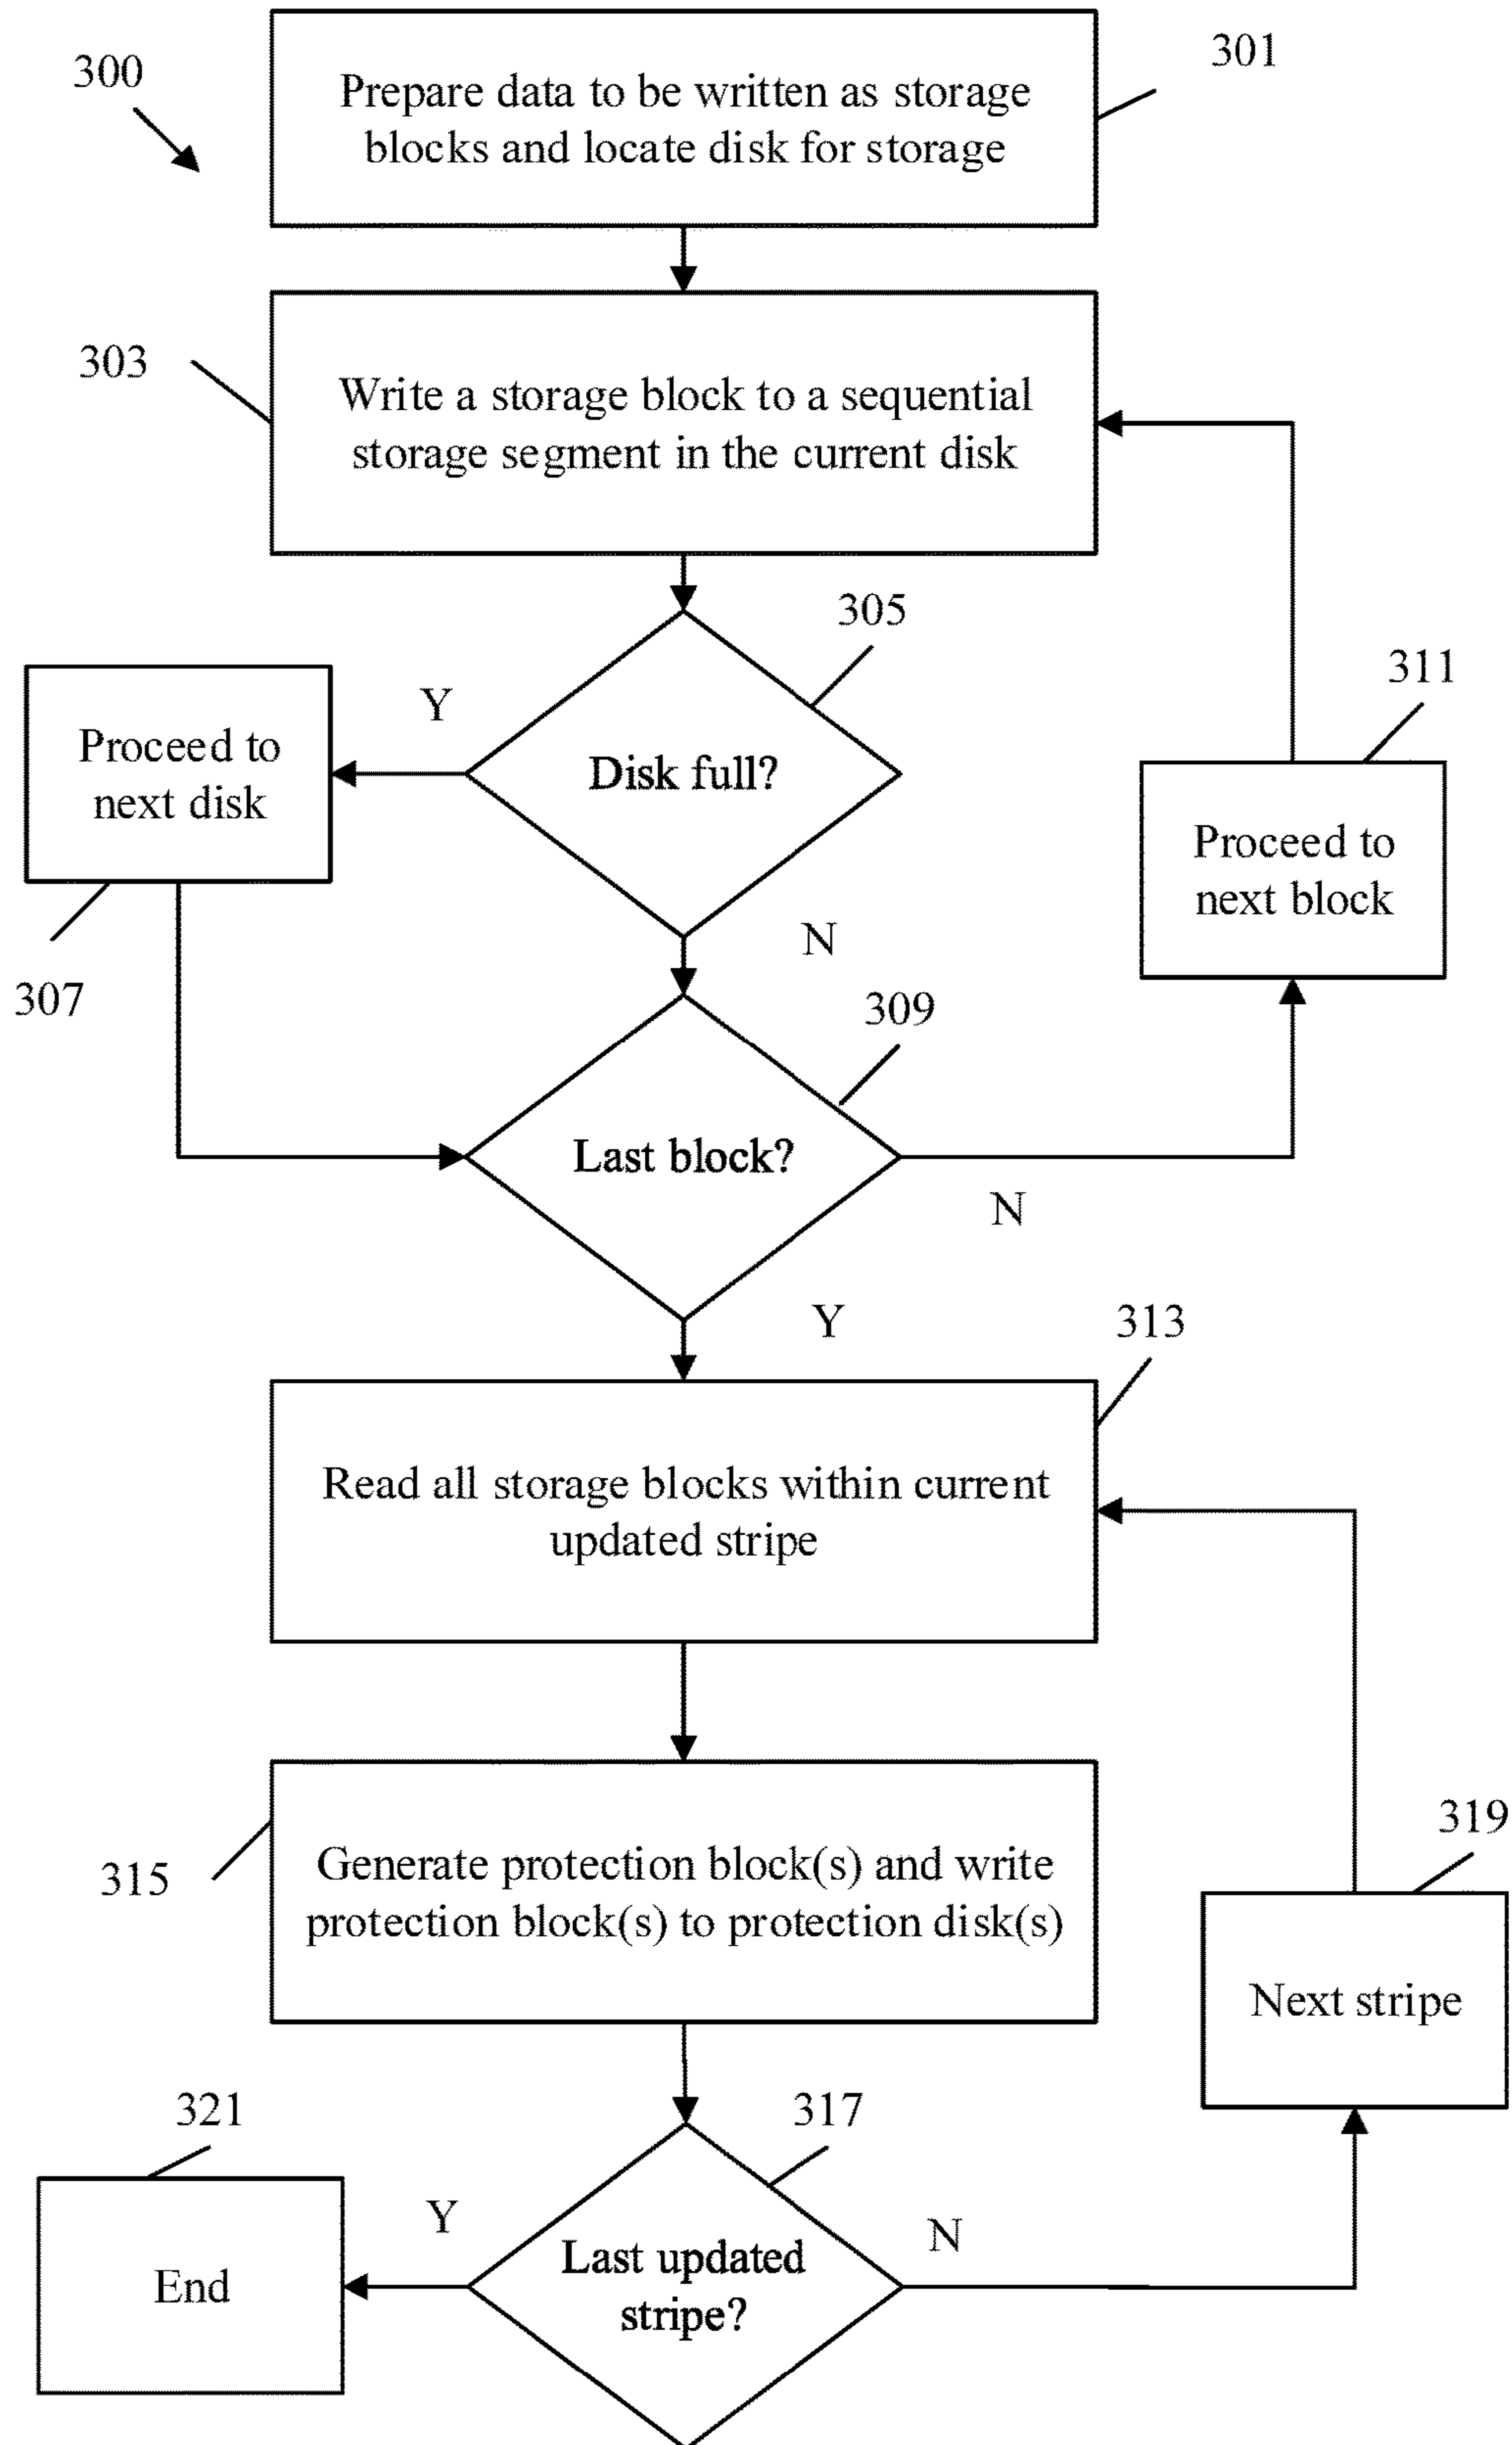 300
301
Prepare data to be written as storage
blocks and locate disk for storage
303
Write a storage block to a sequential
storage segment in the current disk
305
Y
Disk full?
Proceed to
next disk
307
N
311
Proceed to
next block
309
Last block?
N
Y
313
Read all storage blocks within current
updated stripe
315
Generate protection block(s) and write
protection block(s) to protection disk(s)
319
Next stripe
317
321
Y
N
Last updated
stripe?
End